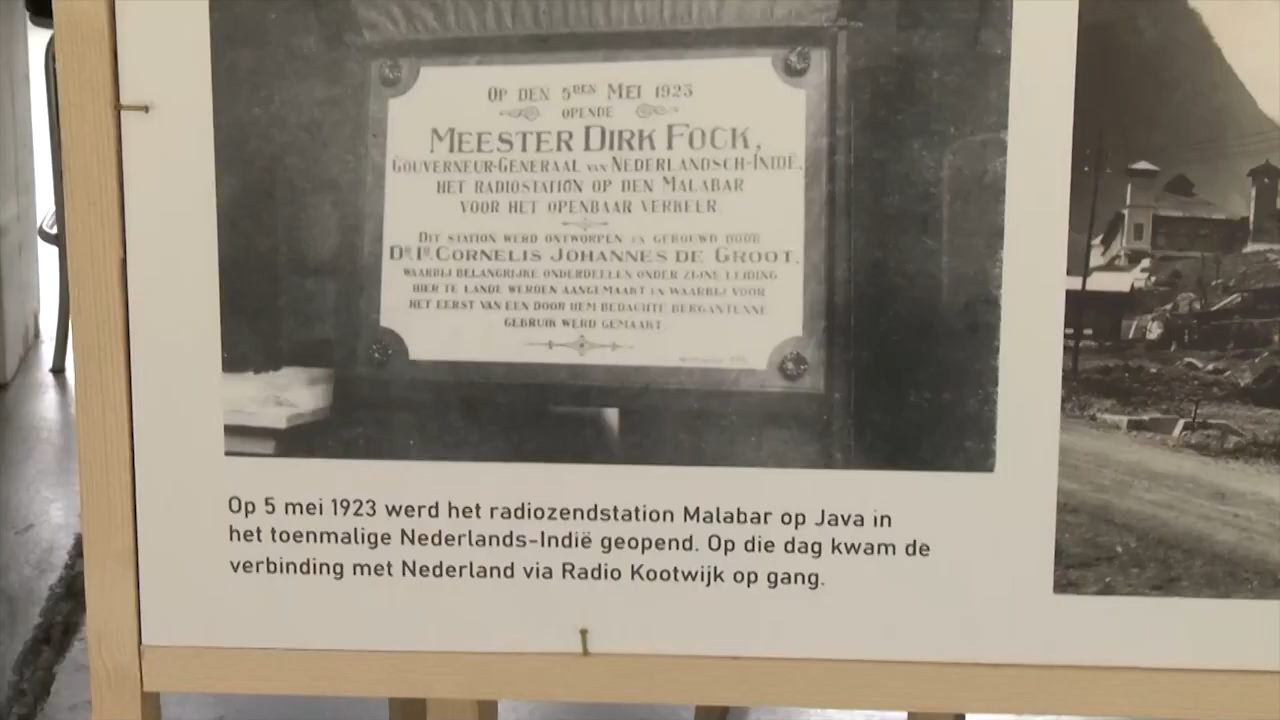 OP DEN 5DEN MEI 1923
OPENDE
MEESTER DIRK FOCK,
GOUVERNEUR-GENERAAL VAN NEDERLANDSCH-INDIË,
HET RADIOSTATION OP DEN MALABAR
VOOR HET OPENBAAR VERKEER.
DIT STATION WERD ONTWORPEN EN GEBOUWD DOOR
DR. IR. CORNELIS JOHANNES DE GROOT,
WAARBIJ BELANGRIJKE ONDERDEELEN ONDER ZIJNE LEIDING
HIER TE LANDE WERDEN AANGEMAAKT EN WAARBIJ VOOR
HET EERST VAN EEN DOOR HEM BEDACHTE BERGANTENNE
GEBRUIK WERD GEMAAKT.
Op 5 mei 1923 werd het radiozendstation Malabar op Java in
het toenmalige Nederlands-Indië geopend. Op die dag kwam de
verbinding met Nederland via Radio Kootwijk op gang.